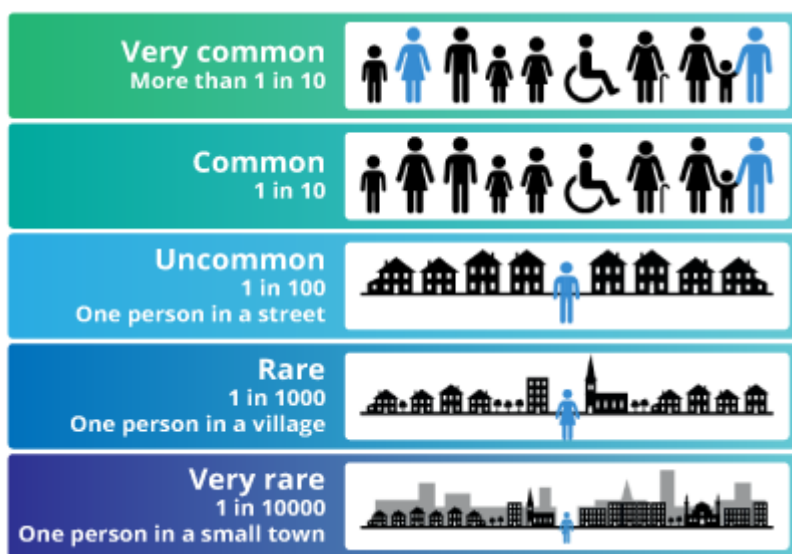 Very common
More than 1 in 10
Common
1 in 10
Uncommon
1 in 100
One person in a street
Rare
1 in 1000
One person in a village
Very rare
1 in 10000
One person in a small town